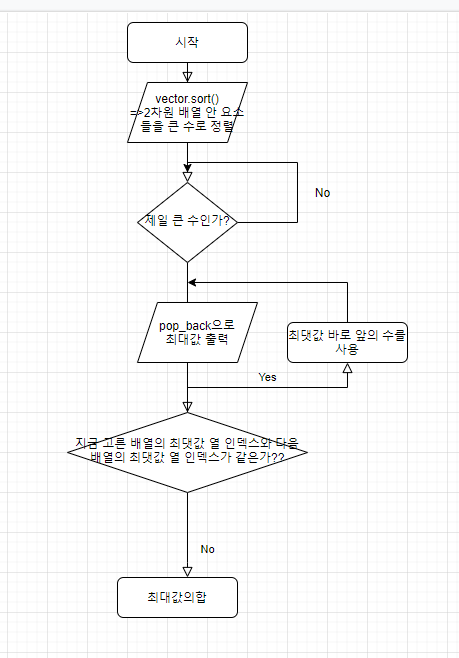 시작
vector.sort()
=>2차원 배열 안 요소
들을 큰 수로 정렬
No
제일 큰 수인가?
pop_back으로
최대값 출력
최댓값 바로 앞의 수를
사용
Yes
지금 고른 배열의 최댓값 열 인덱스와 다음
배열의 최댓값 열 인덱스가 같은가??
No
최대값의합